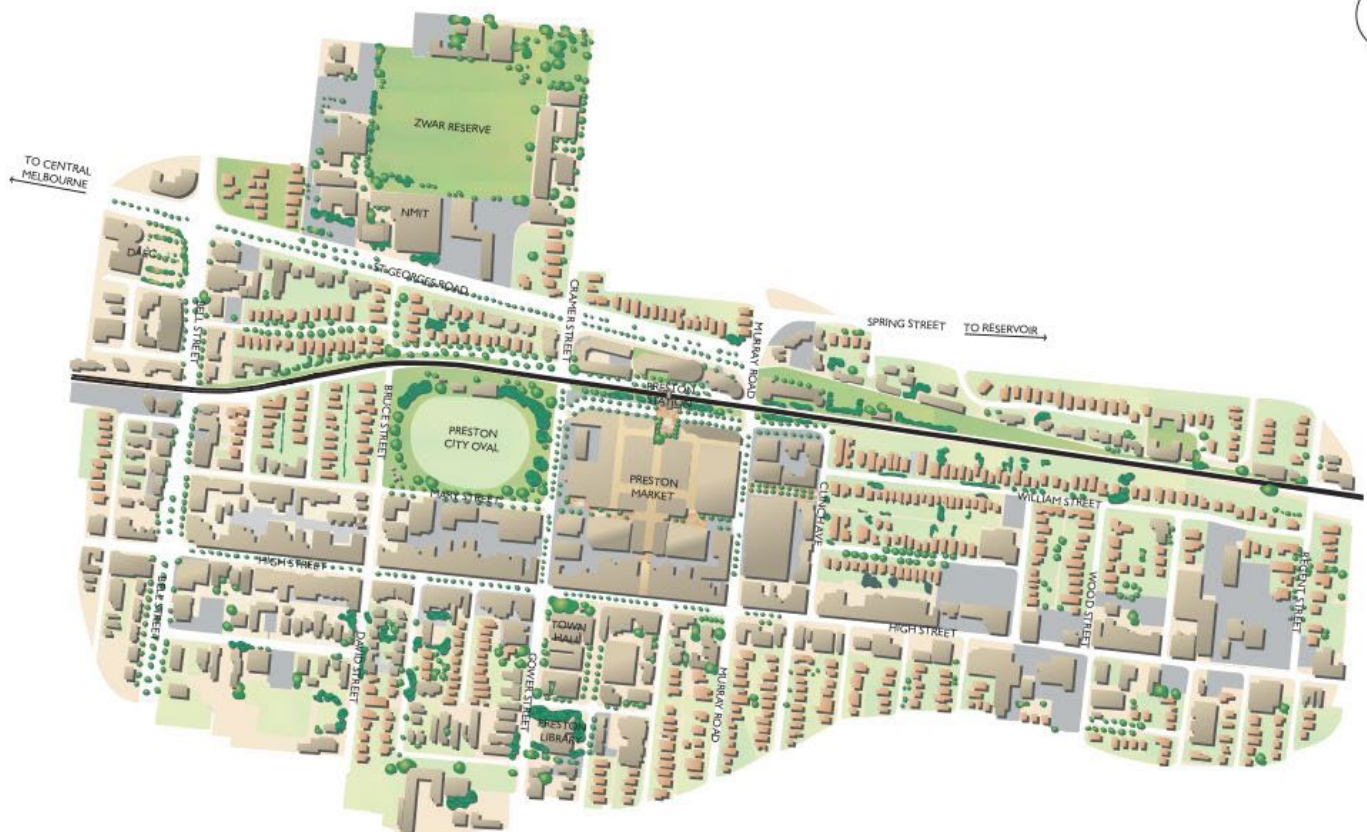 ZWAR RESERVE
TO CENTRAL
MELBOURNE
NMIT
ST GEORGES ROAD
CRAMER STREET
BELL STREET
MURRAY ROAD
SPRING STREET
TO RESERVOIR
PRESTON
STATION
BRUCE STREET
PRESTON
CITY OVAL
MARY STREET
PRESTON
MARKET
CLINCH AVE
WILLIAM STREET
HIGH STREET
BELL STREET
WOOD STREET
REGENT STREET
HIGH STREET
TOWN
HALL
DAVID STREET
GOWER STREET
MURRAY ROAD
PRESTON
LIBRARY